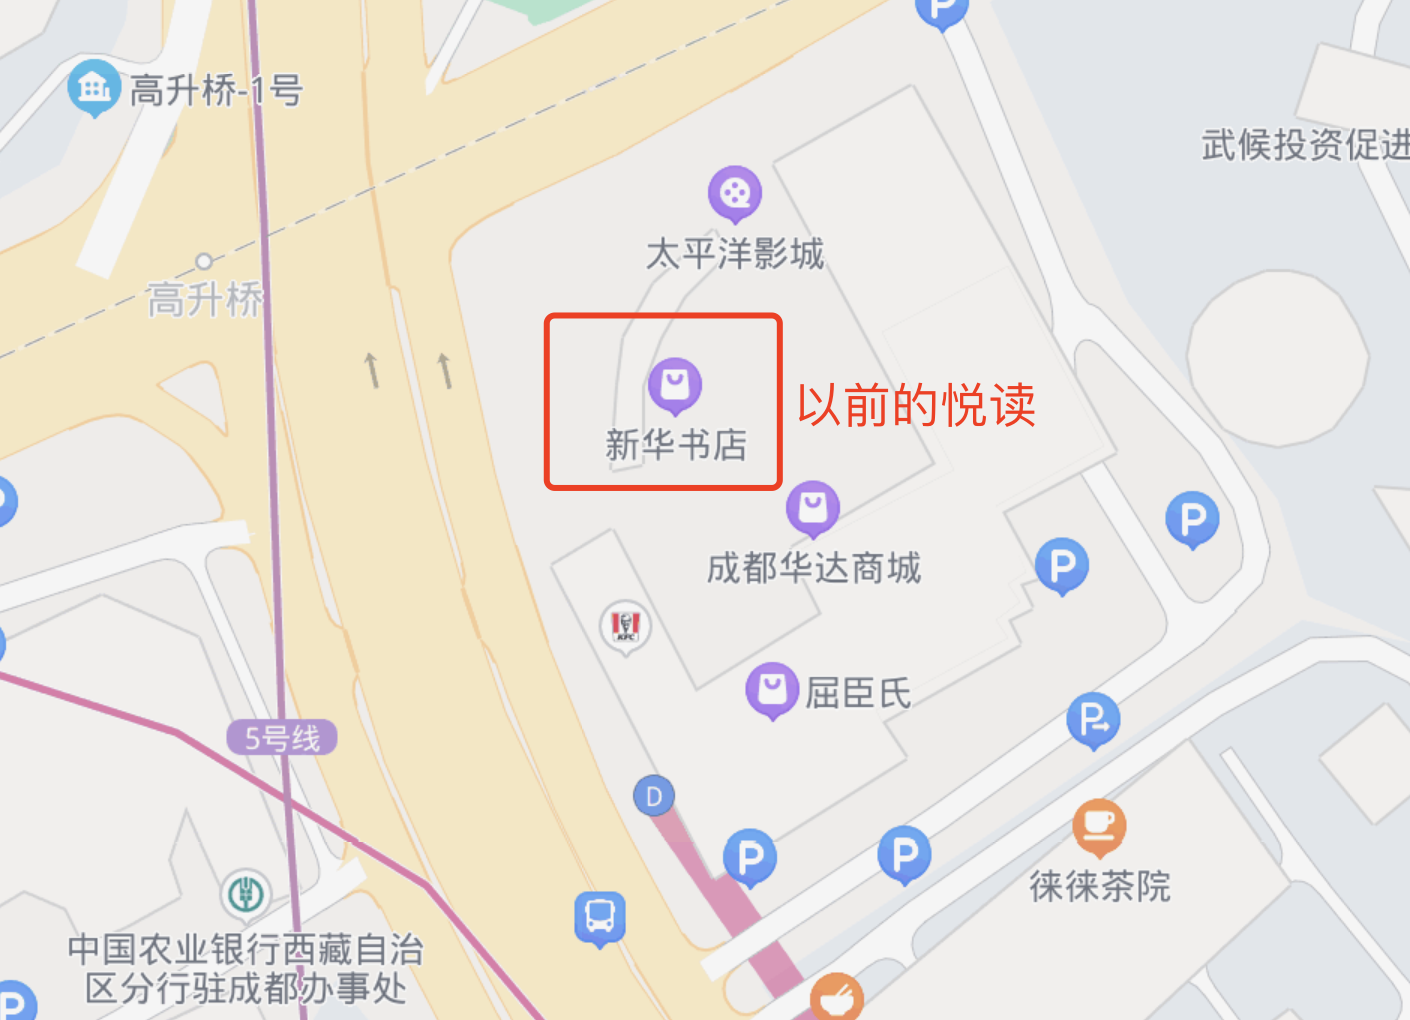 高升桥-1号
武候投资促进
太平洋影城
高升桥
新华书店
以前的悦读
成都华达商城
KFC
屈臣氏
5号线
D
P
P
P
P
P
P
徕徕茶院
中国农业银行西藏自治
区分行驻成都办事处
P